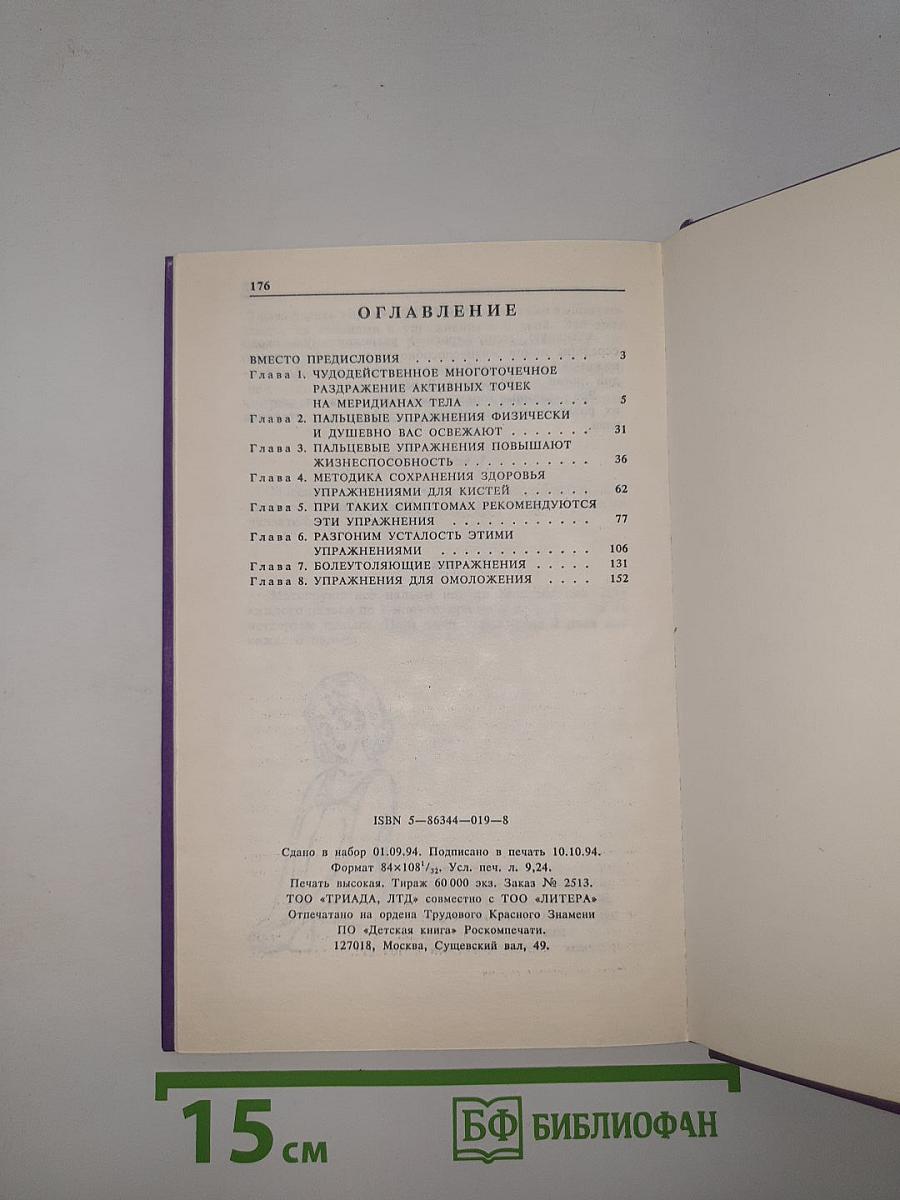 176
ОГЛАВЛЕНИЕ
ВМЕСТО ПРЕДИСЛОВИЯ . . . . . . . . . . . . . . . 3
Глава 1. ЧУДОДЕЙСТВЕННОЕ МНОГОТОЧЕЧНОЕ
РАЗДРАЖЕНИЕ АКТИВНЫХ ТОЧЕК
НА МЕРИДИАНАХ ТЕЛА . . . . . . . . . . 5
Глава 2. ПАЛЬЦЕВЫЕ УПРАЖНЕНИЯ ФИЗИЧЕСКИ
И ДУШЕВНО ВАС ОСВЕЖАЮТ . . . . . . . 31
Глава 3. ПАЛЬЦЕВЫЕ УПРАЖНЕНИЯ ПОВЫШАЮТ
ЖИЗНЕСПОСОБНОСТЬ . . . . . . . . . . . 36
Глава 4. МЕТОДИКА СОХРАНЕНИЯ ЗДОРОВЬЯ
УПРАЖНЕНИЯМИ ДЛЯ КИСТЕЙ . . . . . . 62
Глава 5. ПРИ ТАКИХ СИМПТОМАХ РЕКОМЕНДУЮТСЯ
ЭТИ УПРАЖНЕНИЯ . . . . . . . . . . . . 77
Глава 6. РАЗГОНИМ УСТАЛОСТЬ ЭТИМИ
УПРАЖНЕНИЯМИ . . . . . . . . . . . . . 106
Глава 7. БОЛЕУТОЛЯЮЩИЕ УПРАЖНЕНИЯ . . . . . 131
Глава 8. УПРАЖНЕНИЯ ДЛЯ ОМОЛОЖЕНИЯ . . . . 152
ISBN 5—86344—019—8
Сдано в набор 01.09.94. Подписано в печать 10.10.94.
Формат 84×108¹/₃₂. Усл. печ. л. 9,24.
Печать высокая. Тираж 60 000 экз. Заказ № 2513.
ТОО «ТРИАДА, ЛТД» совместно с ТОО «ЛИТЕРА»
Отпечатано на ордена Трудового Красного Знамени
ПО «Детская книга» Роскомпечати.
127018, Москва, Сущевский вал, 49.
15 см
БФ БИБЛИОФАН